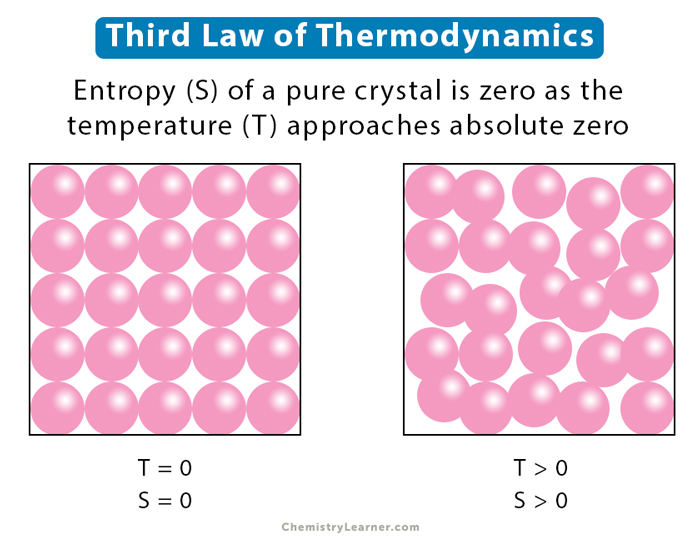 Third Law of Thermodynamics
Entropy (S) of a pure crystal is zero as the
temperature (T) approaches absolute zero
T = 0
S = 0
T > 0
S > 0
ChemistryLearner.com